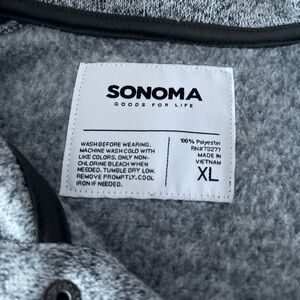 SONOMA
GOODS FOR LIFE
WASH BEFORE WEARING.
MACHINE WASH COLD WITH
LIKE COLORS. ONLY NON-
CHLORINE BLEACH WHEN
NEEDED. TUMBLE DRY LOW.
REMOVE PROMPTLY. COOL
IRON IF NEEDED.
100% Polyester
RN#73277
MADE IN
VIETNAM
XL